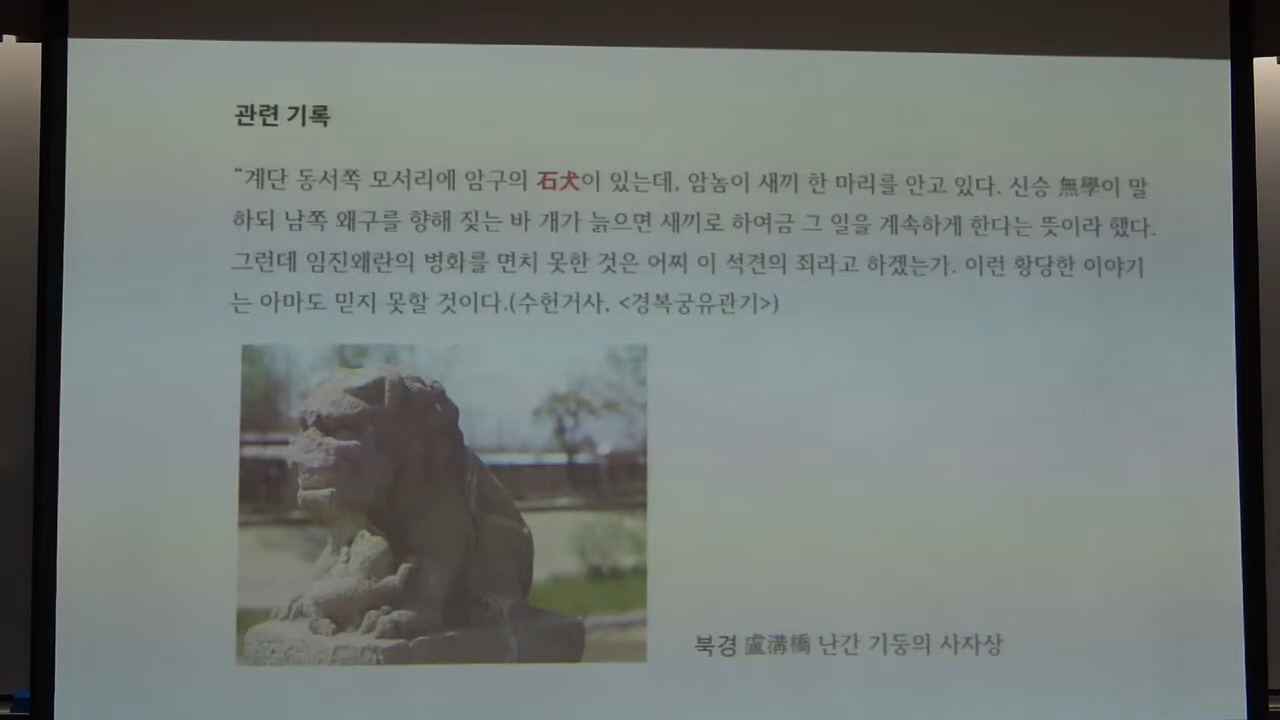 관련 기록
"계단 동서쪽 모서리에 암구의 石犬이 있는데, 암놈이 새끼 한 마리를 안고 있다. 신승 無學이 말
하되 남쪽 왜구를 향해 짖는 바 개가 늙으면 새끼로 하여금 그 일을 계속하게 한다는 뜻이라 했다.
그런데 임진왜란의 병화를 면치 못한 것은 어찌 이 석견의 죄라고 하겠는가. 이런 황당한 이야기
는 아마도 믿지 못할 것이다.(수헌거사, <경복궁유관기>)
북경 盧溝橋 난간 기둥의 사자상